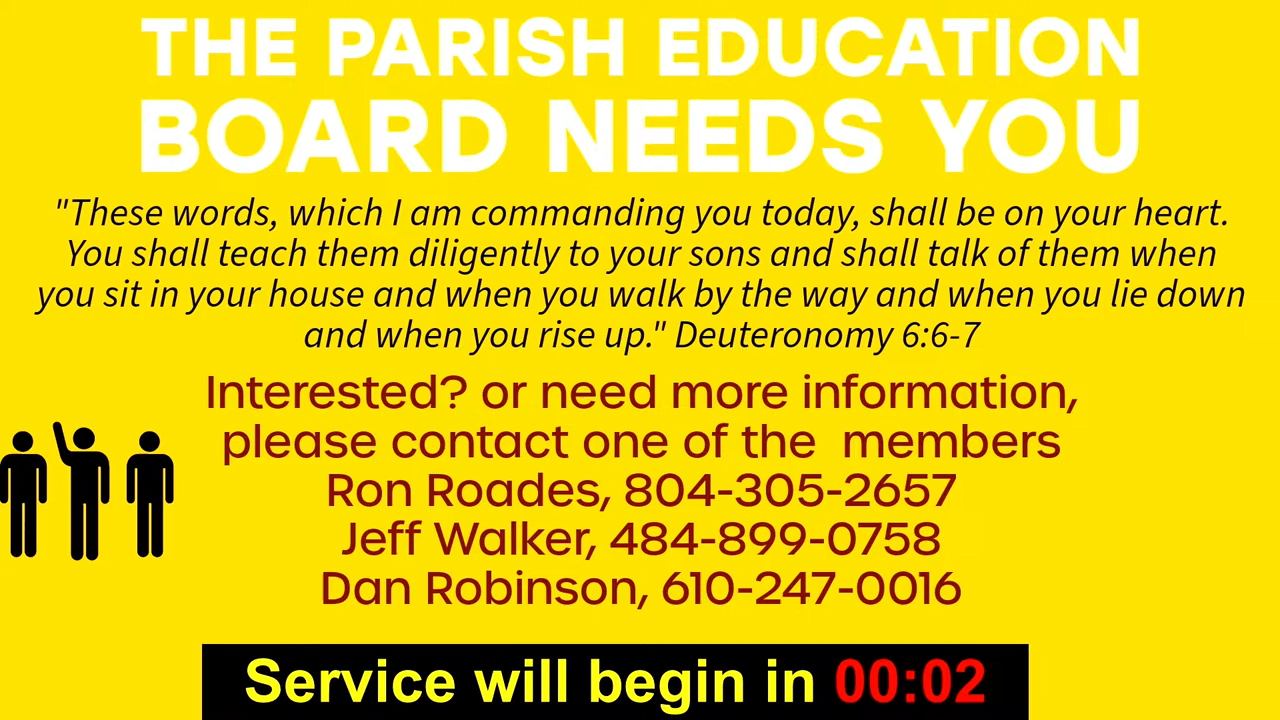 THE PARISH EDUCATION
BOARD NEEDS YOU
"These words, which I am commanding you today, shall be on your heart.
You shall teach them diligently to your sons and shall talk of them when
you sit in your house and when you walk by the way and when you lie down
and when you rise up." Deuteronomy 6:6-7
Interested? or need more information,
please contact one of the  members
Ron Roades, 804-305-2657
Jeff Walker, 484-899-0758
Dan Robinson, 610-247-0016
Service will begin in 00:02